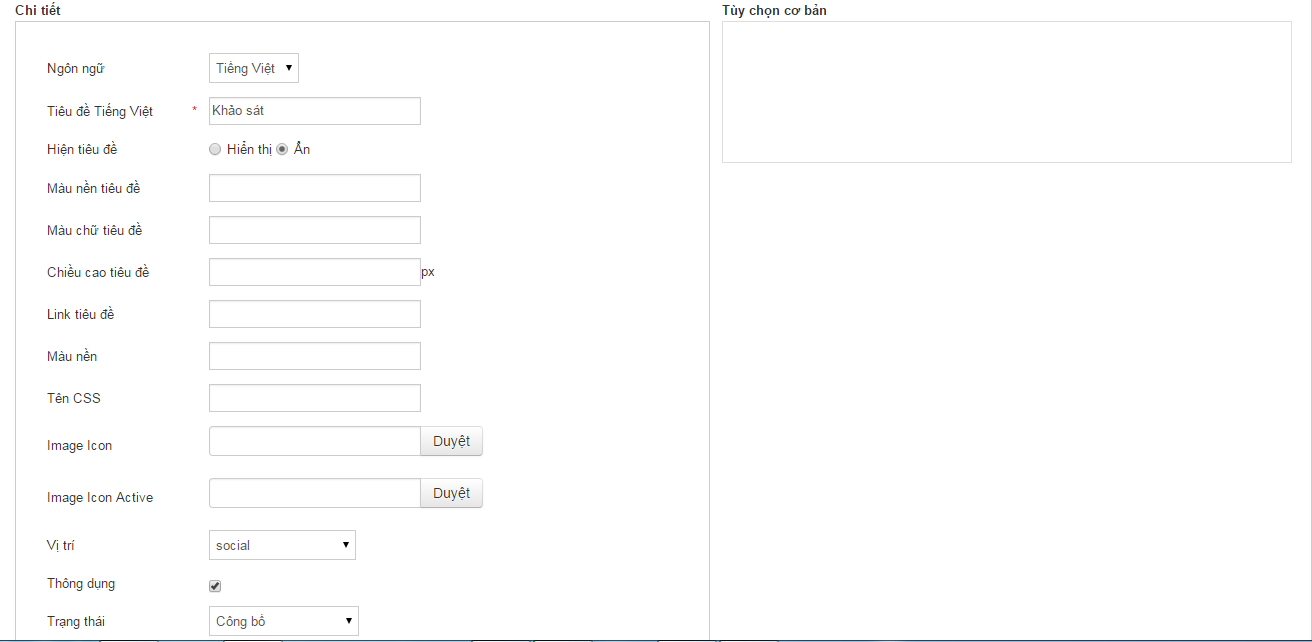 Chi tiết
Tùy chọn cơ bản
Ngôn ngữ Tiếng Việt
Tiêu đề Tiếng Việt * Khảo sát
Hiện tiêu đề Hiển thị Ẩn
Màu nền tiêu đề
Màu chữ tiêu đề
Chiều cao tiêu đề px
Link tiêu đề
Màu nền
Tên CSS
Image Icon Duyệt
Image Icon Active Duyệt
Vị trí social
Thông dụng
Trạng thái Công bố